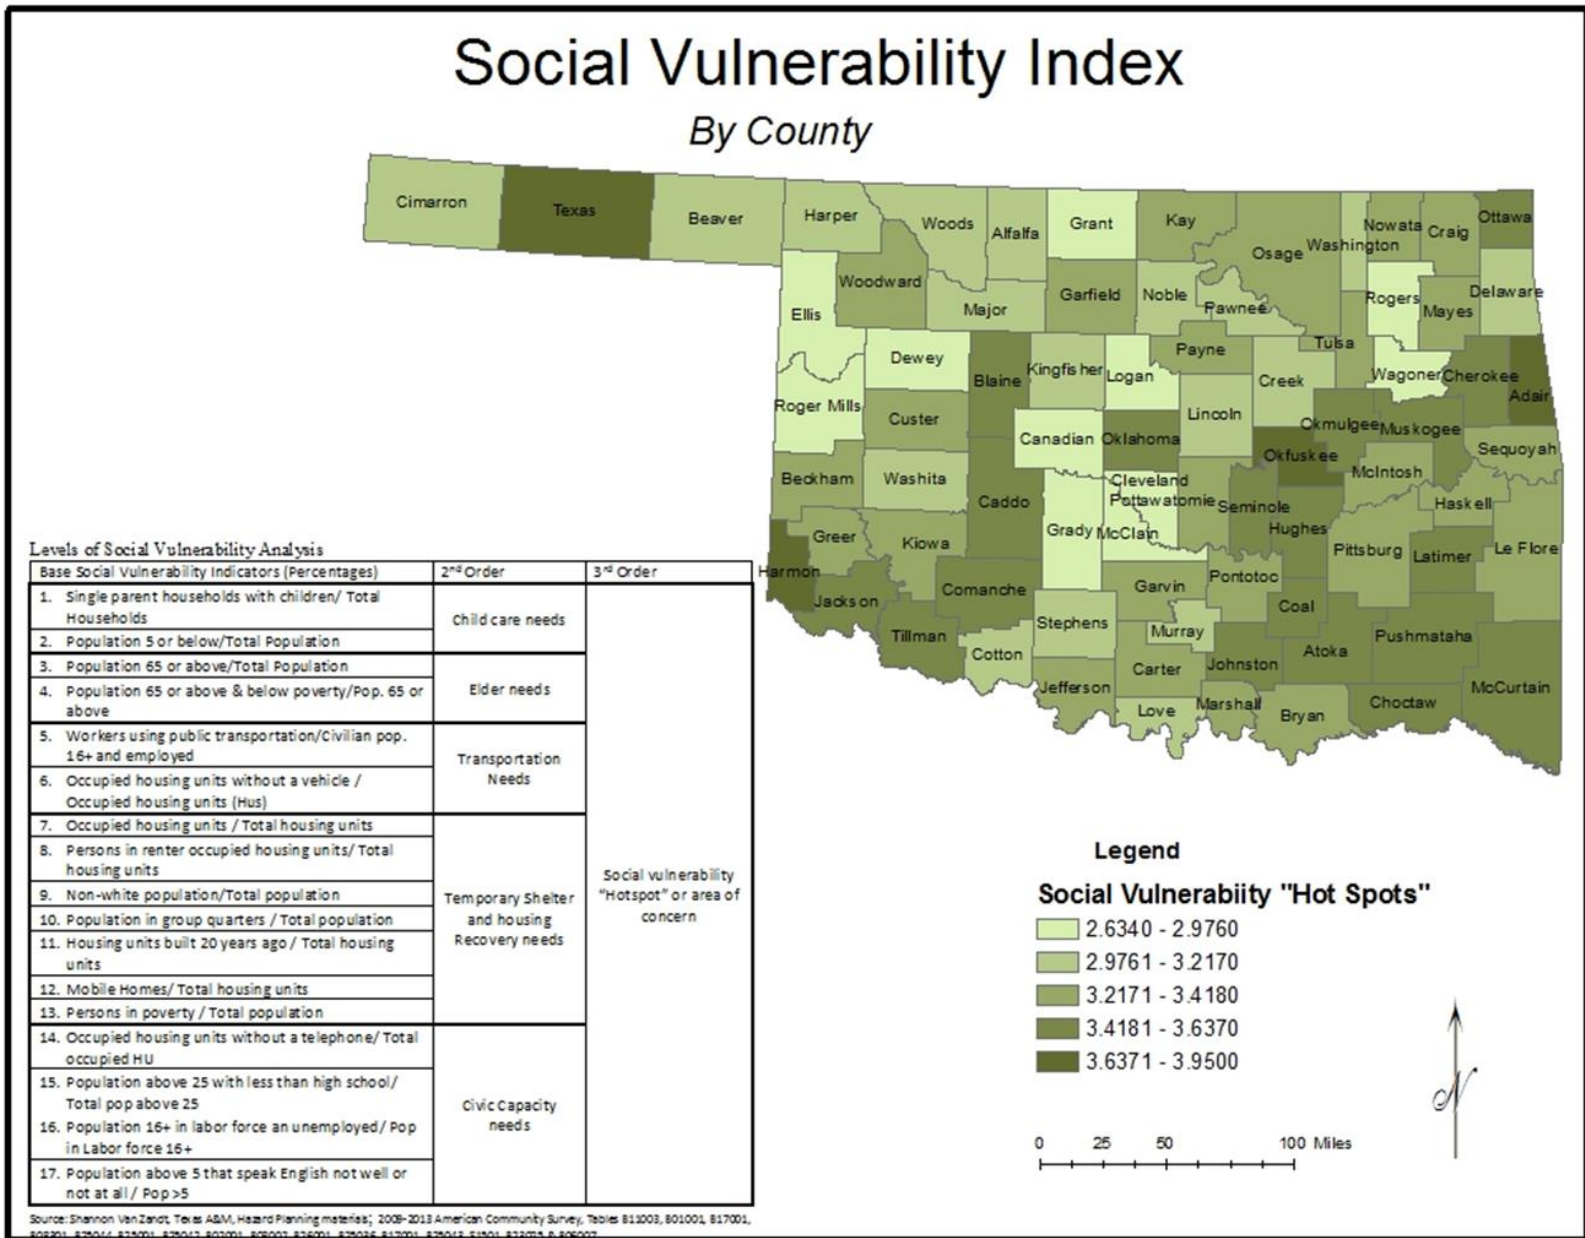 Social Vulnerability Index
By County
Cimarron
Texas
Beaver
Harper
Woods
Alfalfa
Grant
Kay
Osage
Washington
Nowata
Craig
Ottawa
Woodward
Ellis
Major
Garfield
Noble
Pawnee
Rogers
Mayes
Delaware
Dewey
Blaine
Kingfisher
Logan
Payne
Tulsa
Creek
Wagoner
Cherokee
Adair
Roger Mills
Custer
Canadian
Oklahoma
Lincoln
Okmulgee
Muskogee
Okfuskee
Sequoyah
Beckham
Washita
Caddo
Cleveland
Pottawatomie
Seminole
McIntosh
Haskell
Greer
Kiowa
Grady
McClain
Hughes
Pittsburg
Latimer
Le Flore
Harmon
Jackson
Comanche
Garvin
Pontotoc
Coal
Tillman
Stephens
Murray
Cotton
Carter
Johnston
Atoka
Pushmataha
Jefferson
Love
Marshall
Bryan
Choctaw
McCurtain
Levels of Social Vulnerability Analysis
Base Social Vulnerability Indicators (Percentages) 2nd Order 3rd Order
1. Single parent households with children/ Total
Households
2. Population 5 or below/Total Population
Child care needs
3. Population 65 or above/Total Population
4. Population 65 or above & below poverty/Pop. 65 or
above
Elder needs
5. Workers using public transportation/Civilian pop.
16+ and employed
6. Occupied housing units without a vehicle /
Occupied housing units (Hus)
Transportation
Needs
7. Occupied housing units / Total housing units
8. Persons in renter occupied housing units/ Total
housing units
9. Non-white population/Total population
10. Population in group quarters / Total population
11. Housing units built 20 years ago / Total housing
units
12. Mobile Homes/ Total housing units
13. Persons in poverty / Total population
Temporary Shelter
and housing
Recovery needs
14. Occupied housing units without a telephone/ Total
occupied HU
15. Population above 25 with less than high school/
Total pop above 25
16. Population 16+ in labor force an unemployed/ Pop
in Labor force 16+
17. Population above 5 that speak English not well or
not at all / Pop >5
Civic Capacity
needs
Social vulnerability
"Hotspot" or area of
concern
Source: Shannon Van Zandt, Texas A&M, Hazard Planning materials; 2009-2013 American Community Survey, Tables B11003, B01001, B17001,
Legend
Social Vulnerabiity "Hot Spots"
2.6340 - 2.9760
2.9761 - 3.2170
3.2171 - 3.4180
3.4181 - 3.6370
3.6371 - 3.9500
0 25 50 100 Miles
N